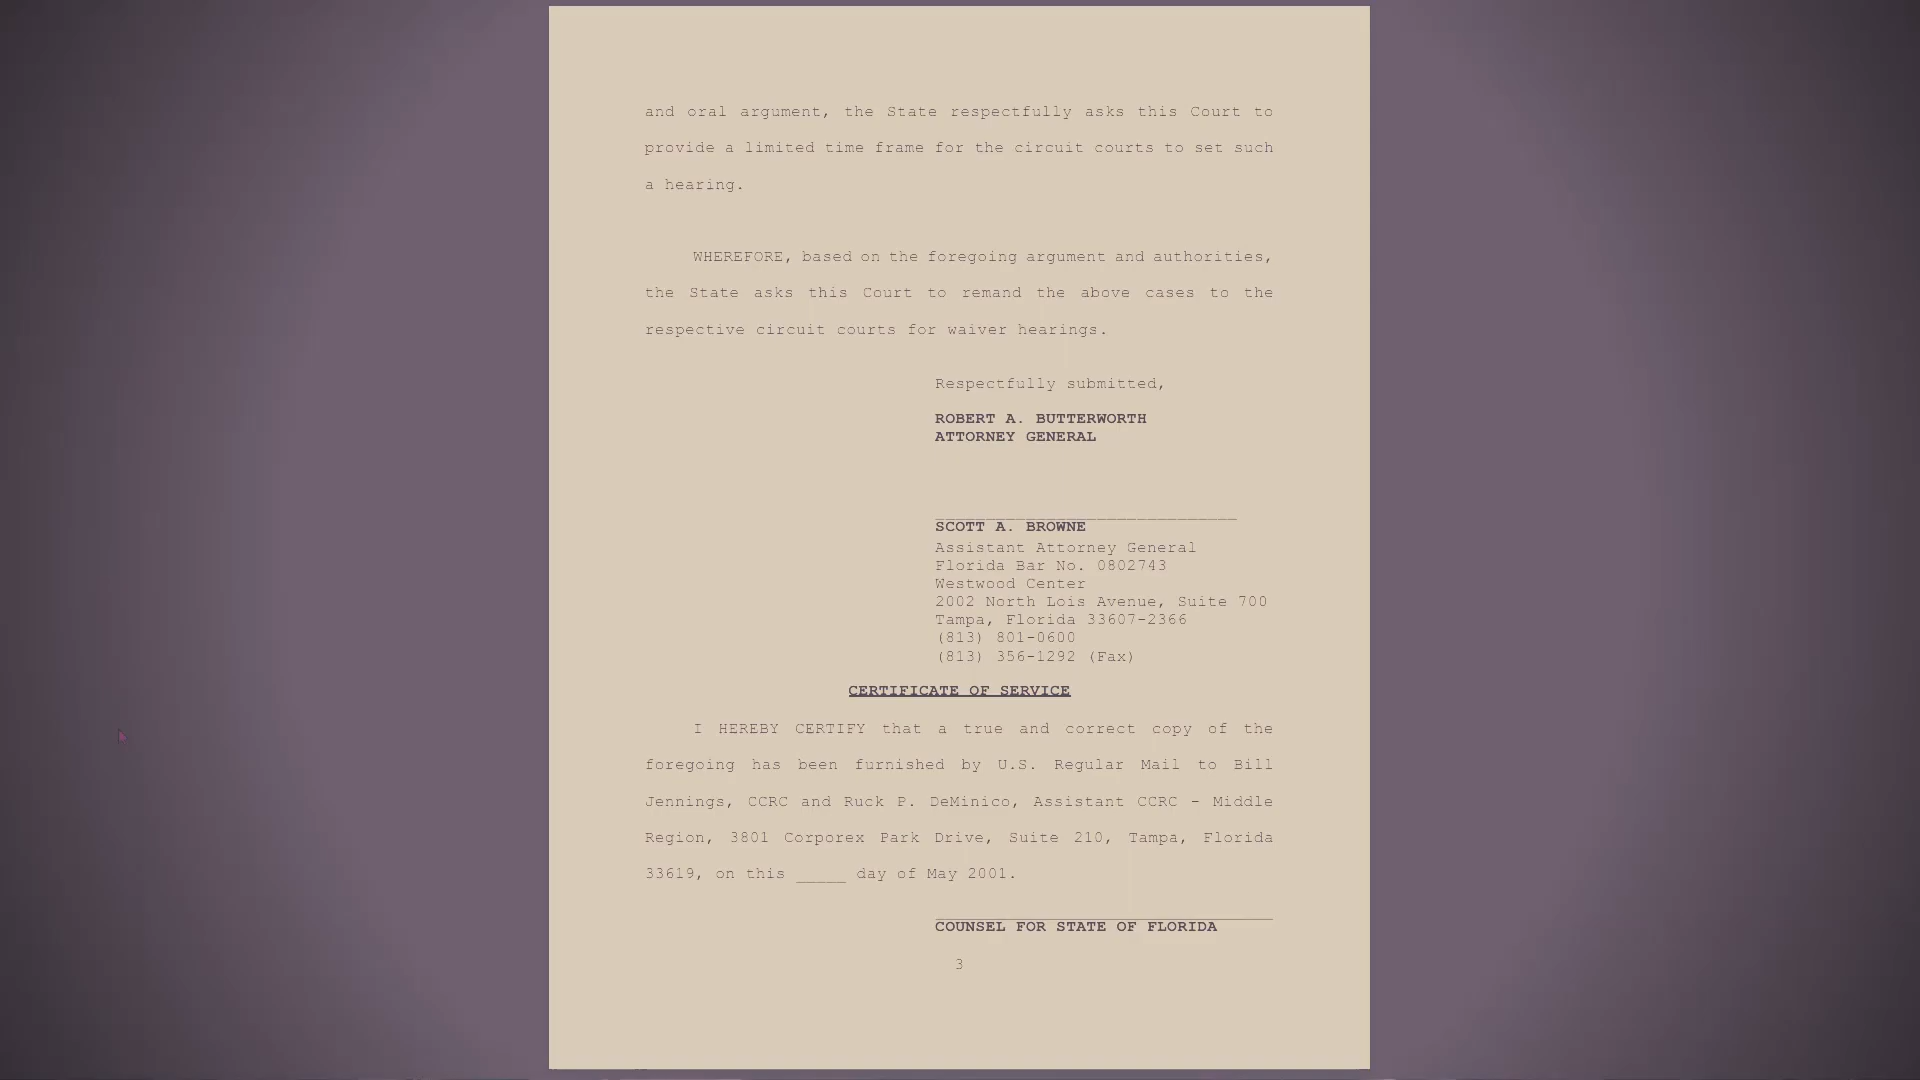 and oral argument, the State respectfully asks this Court to
provide a limited time frame for the circuit courts to set such
a hearing.
WHEREFORE, based on the foregoing argument and authorities,
the State asks this Court to remand the above cases to the
respective circuit courts for waiver hearings.
Respectfully submitted,
ROBERT A. BUTTERWORTH
ATTORNEY GENERAL
______________________________
SCOTT A. BROWNE
Assistant Attorney General
Florida Bar No. 0802743
Westwood Center
2002 North Lois Avenue, Suite 700
Tampa, Florida 33607-2366
(813) 801-0600
(813) 356-1292 (Fax)
CERTIFICATE OF SERVICE
I HEREBY CERTIFY that a true and correct copy of the
foregoing has been furnished by U.S. Regular Mail to Bill
Jennings, CCRC and Ruck P. DeMinico, Assistant CCRC - Middle
Region, 3801 Corporex Park Drive, Suite 210, Tampa, Florida
33619, on this _____ day of May 2001.
COUNSEL FOR STATE OF FLORIDA
3